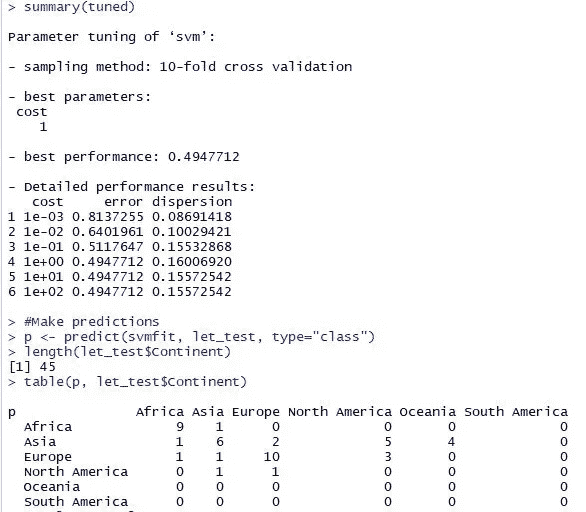 > summary(tuned)
Parameter tuning of ‘svm’:
- sampling method: 10-fold cross validation
- best parameters:
cost
1
- best performance: 0.4947712
- Detailed performance results:
cost error dispersion
1 1e-03 0.8137255 0.08691418
2 1e-02 0.6401961 0.10029421
3 1e-01 0.5117647 0.15532868
4 1e+00 0.4947712 0.16006920
5 1e+01 0.4947712 0.15572542
6 1e+02 0.4947712 0.15572542
> #Make predictions
> p <- predict(svmfit, let_test, type="class")
> length(let_test$Continent)
[1] 45
> table(p, let_test$Continent)
p Africa Asia Europe North America Oceania South America
Africa 9 1 0 0 0 0
Asia 1 6 2 5 4 0
Europe 1 1 10 3 0 0
North America 0 1 1 0 0 0
Oceania 0 0 0 0 0 0
South America 0 0 0 0 0 0